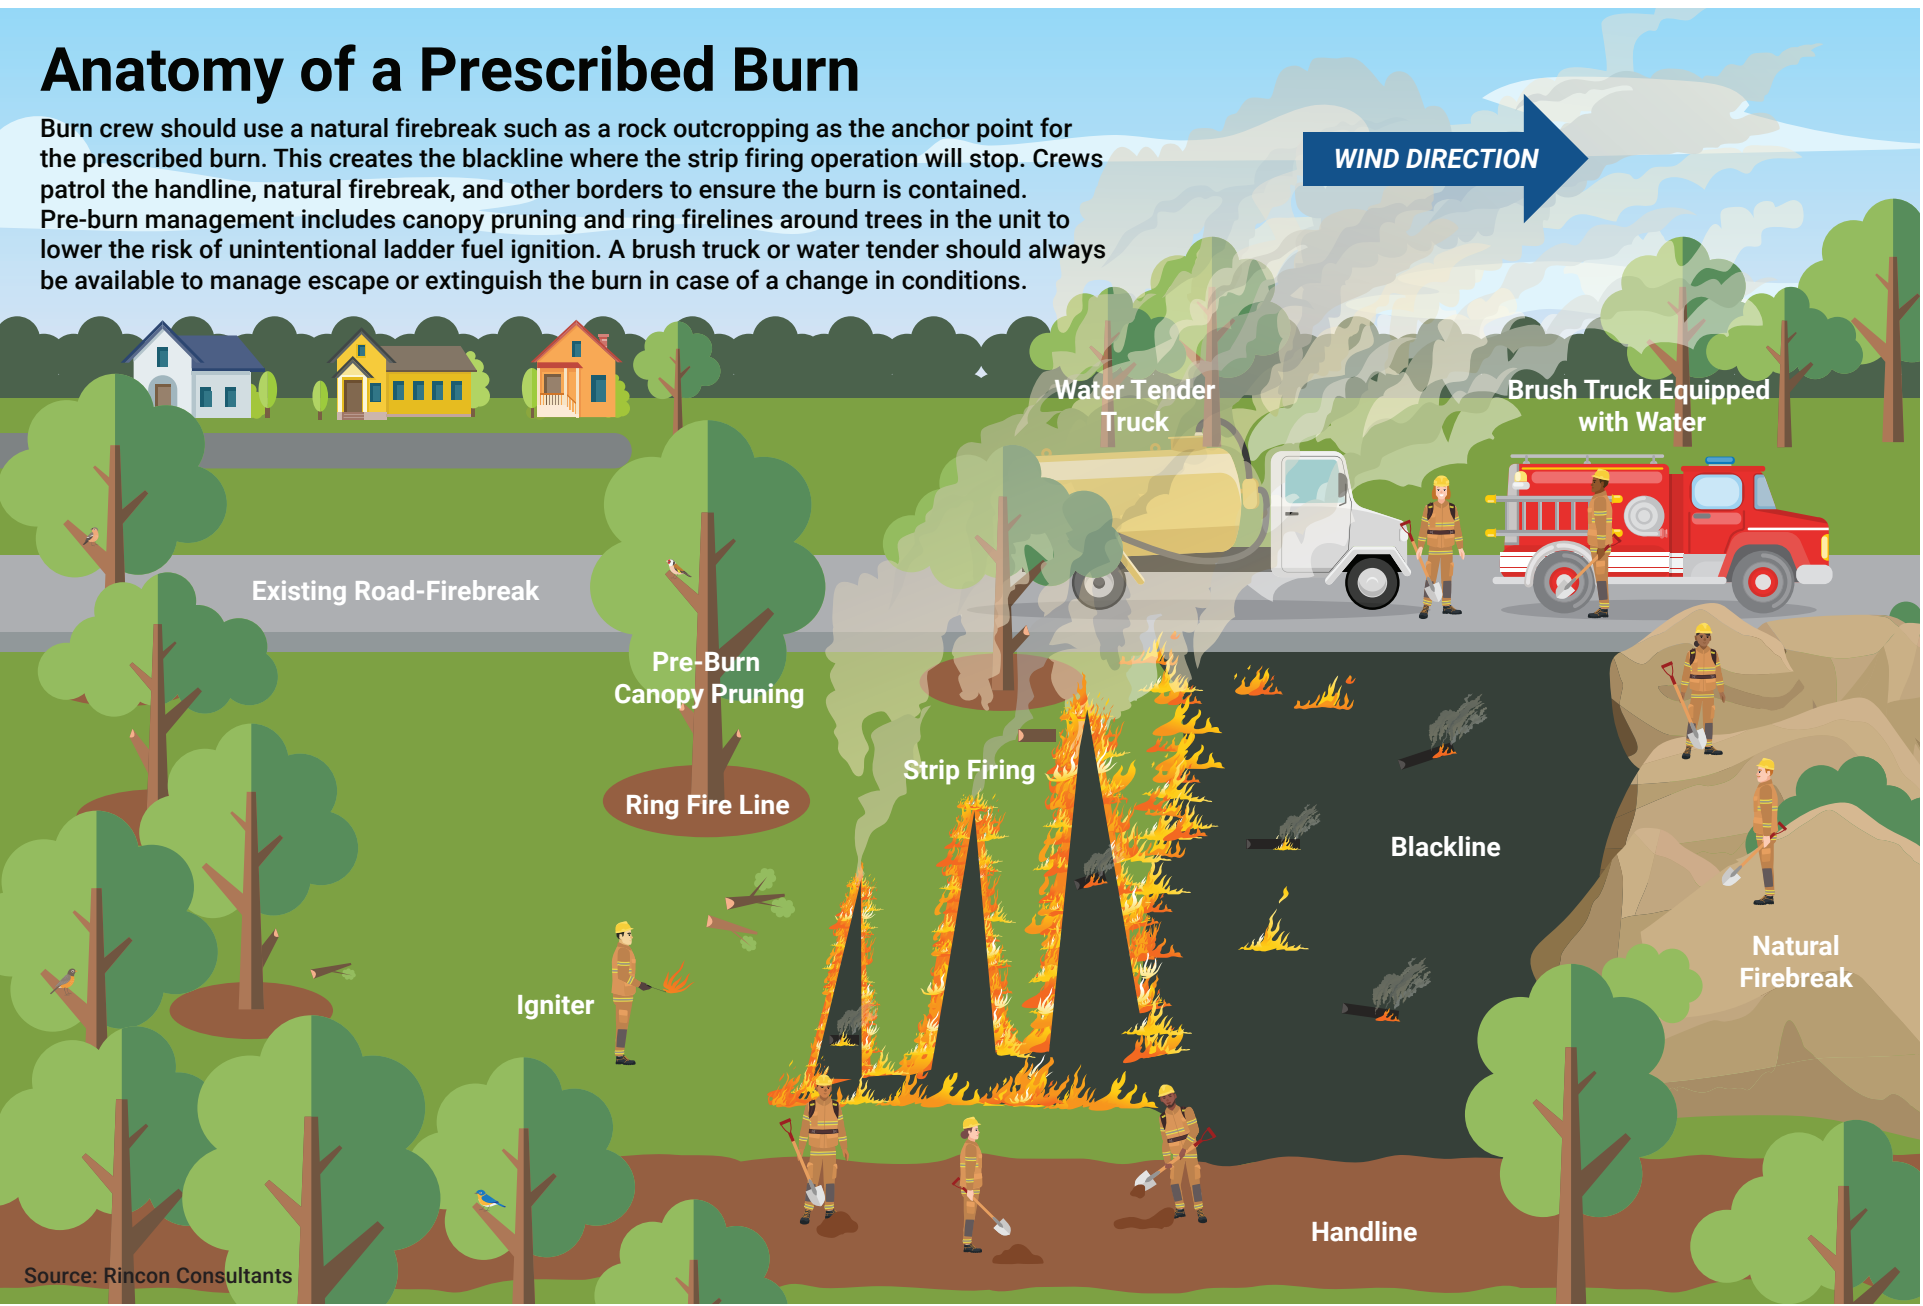 Anatomy of a Prescribed Burn
Burn crew should use a natural firebreak such as a rock outcropping as the anchor point for
the prescribed burn. This creates the blackline where the strip firing operation will stop. Crews
patrol the handline, natural firebreak, and other borders to ensure the burn is contained.
Pre-burn management includes canopy pruning and ring firelines around trees in the unit to
lower the risk of unintentional ladder fuel ignition. A brush truck or water tender should always
be available to manage escape or extinguish the burn in case of a change in conditions.
WIND DIRECTION
Water Tender
Truck
Brush Truck Equipped
with Water
Existing Road-Firebreak
Pre-Burn
Canopy Pruning
Strip Firing
Ring Fire Line
Blackline
Natural
Firebreak
Igniter
Handline
Source: Rincon Consultants